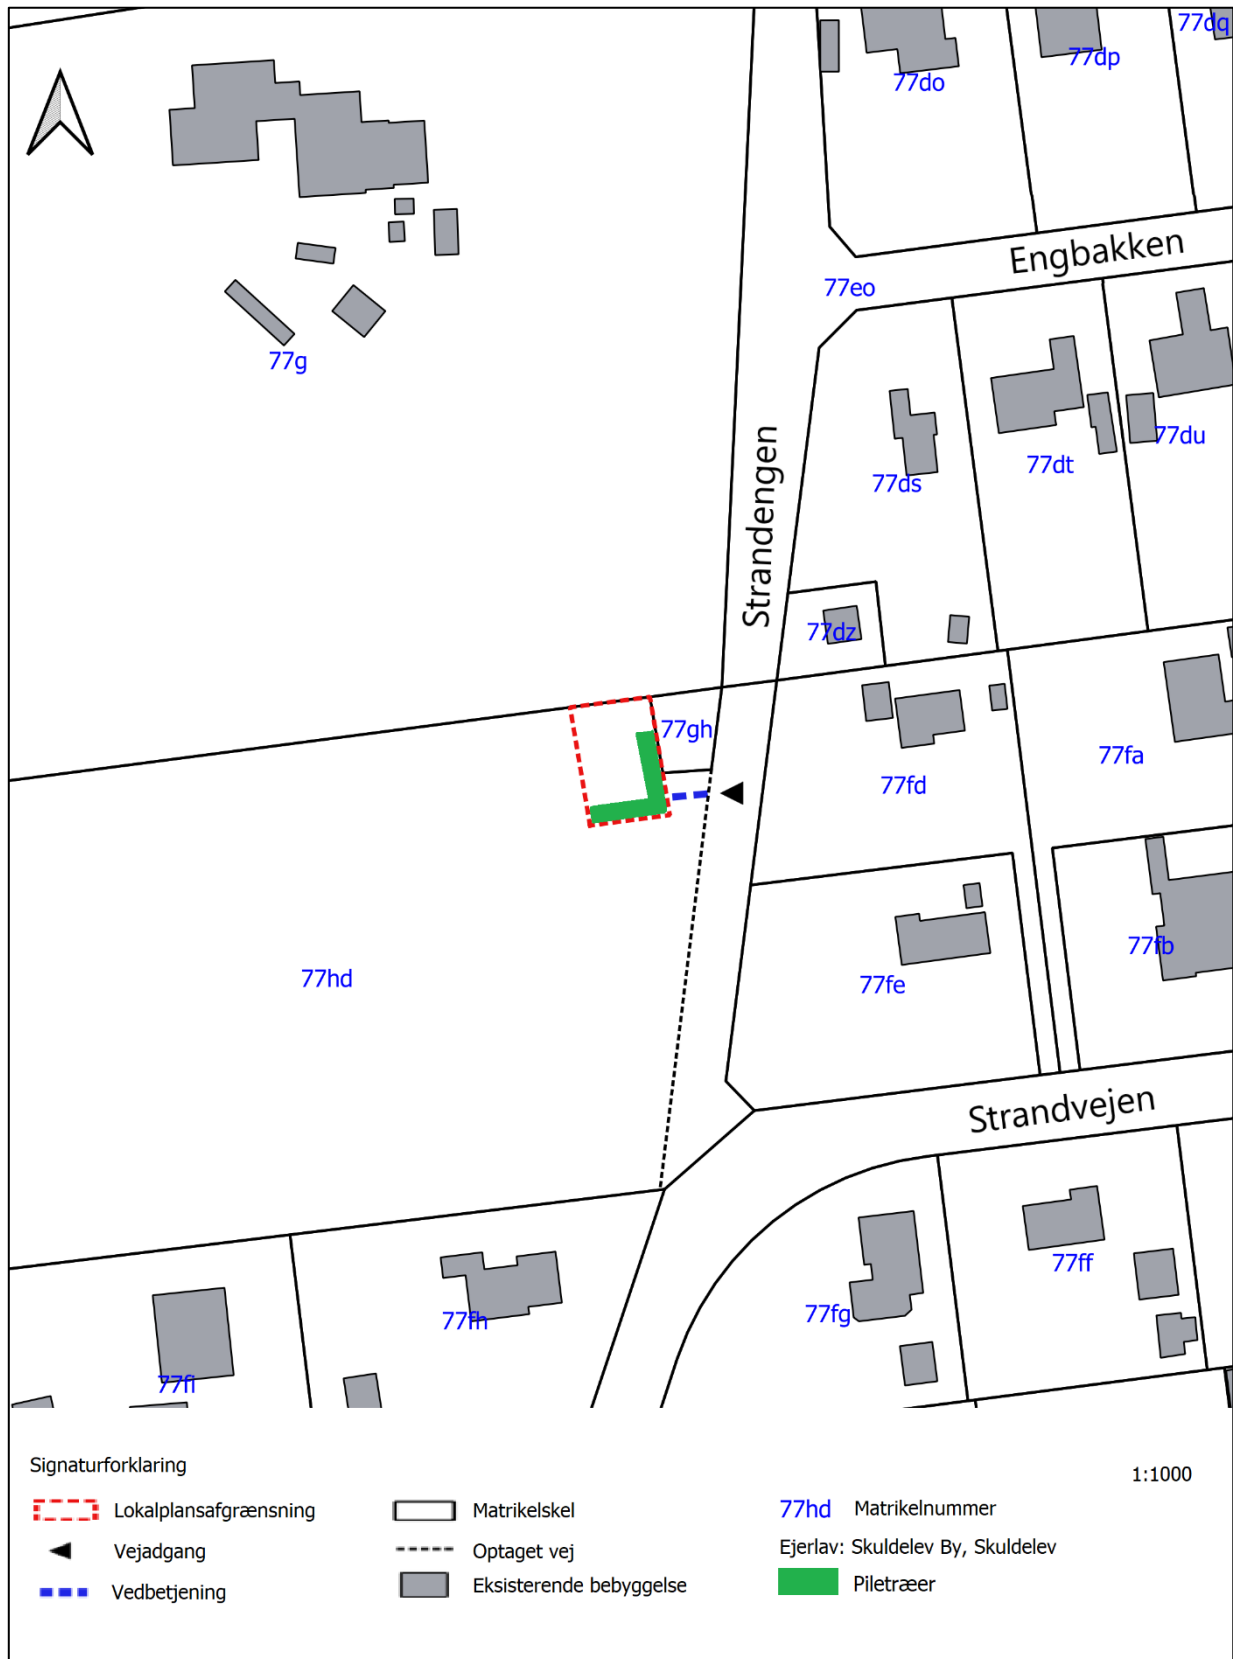 77dq
77dp
77do
Engbakken
77eo
77g
77du
77dt
77ds
Strandengen
77dz
77gh
77fa
77fd
77fb
77hd
77fe
Strandvejen
77ff
77fg
77fh
77fi
Signaturforklaring
1:1000
Lokalplansafgrænsning
Matrikelskel
77hd Matrikelnummer
Vejadgang
Optaget vej
Ejerlav: Skuldelev By, Skuldelev
Vedbetjening
Eksisterende bebyggelse
Piletræer